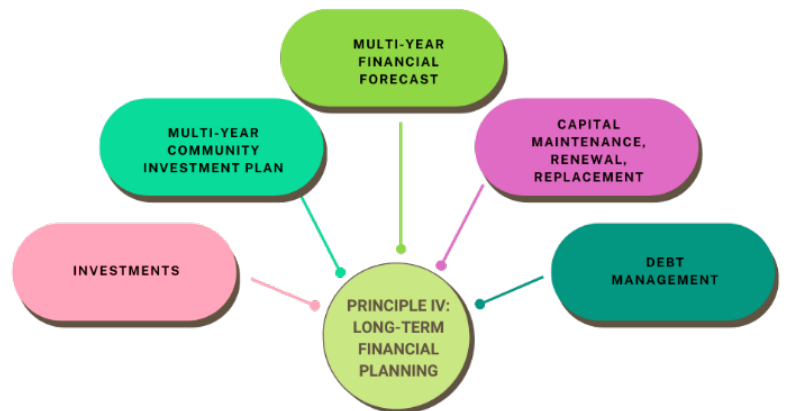 MULTI-YEAR
FINANCIAL
FORECAST
MULTI-YEAR
COMMUNITY
INVESTMENT PLAN
CAPITAL
MAINTENANCE,
RENEWAL,
REPLACEMENT
INVESTMENTS
DEBT
MANAGEMENT
PRINCIPLE IV:
LONG-TERM
FINANCIAL
PLANNING